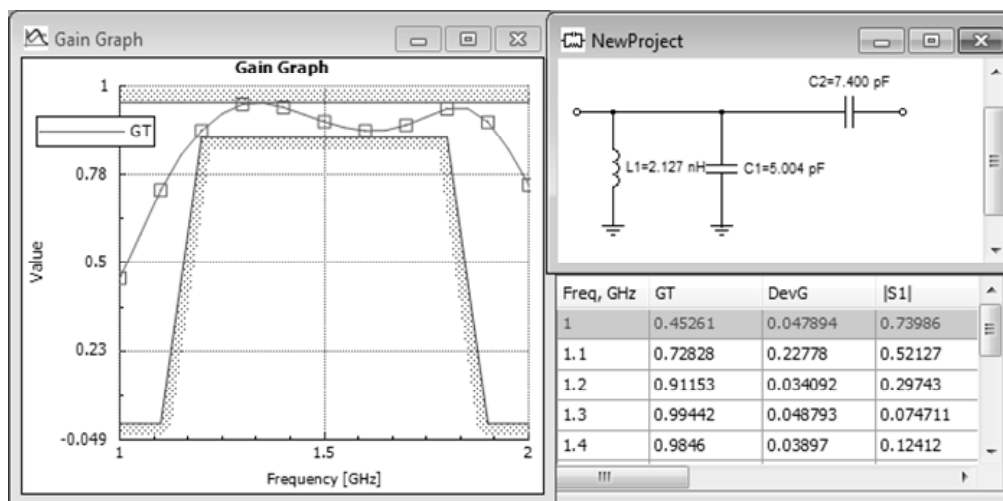 Gain Graph
Gain Graph
1
0.78
0.5
0.23
-0.049
Value
GT
1
1.5
2
Frequency [GHz]
NewProject
C2=7.400 pF
L1=2.127 nH
C1=5.004 pF
Freq, GHz GT DevG |S1|
1 0.45261 0.047894 0.73986
1.1 0.72828 0.22778 0.52127
1.2 0.91153 0.034092 0.29743
1.3 0.99442 0.048793 0.074711
1.4 0.9846 0.03897 0.12412